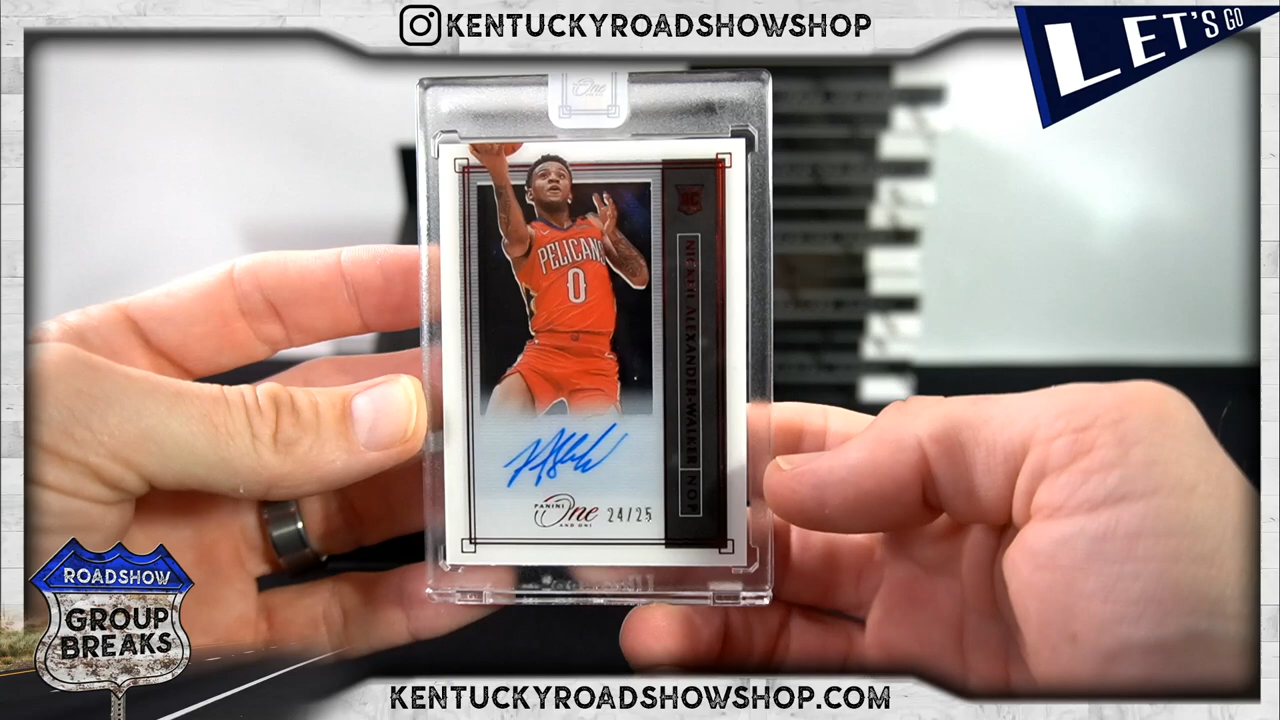 KENTUCKYROADSHOWSHOP
LET'S GO
One
RC
PELICANS
0
NICKEIL ALEXANDER-WALKER | NOP
PANINI One AND ONE 24/25
ROADSHOW
GROUP
BREAKS
KENTUCKYROADSHOWSHOP.COM